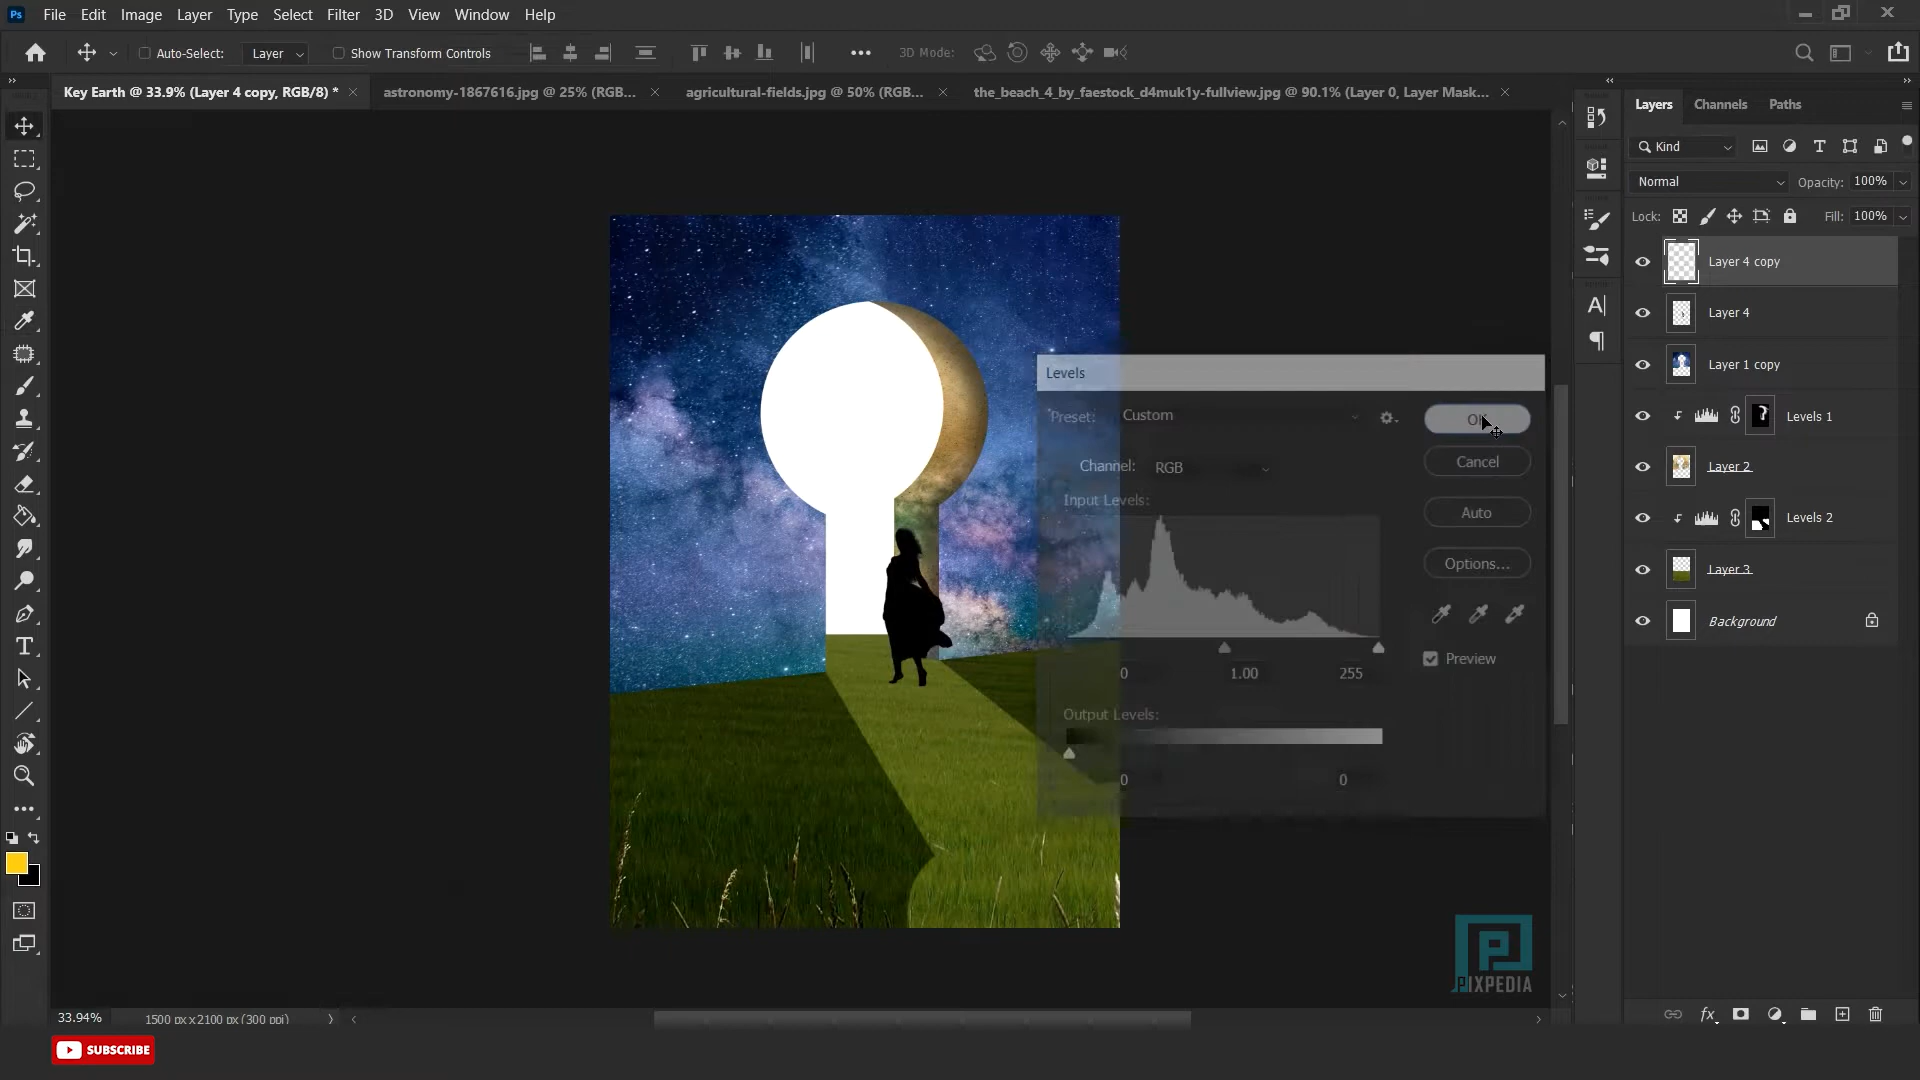 Ps File Edit Image Layer Type Select Filter 3D View Window Help
Auto-Select: Layer Show Transform Controls 3D Mode:
Key Earth @ 33.9% (Layer 4 copy, RGB/8) * astronomy-1867616.jpg @ 25% (RGB... agricultural-fields.jpg @ 50% (RGB... the_beach_4_by_faestock_d4muk1y-fullview.jpg @ 90.1% (Layer 0, Layer Mask...
Layers Channels Paths
Kind
Normal Opacity: 100%
Lock: Fill: 100%
Layer 4 copy
Layer 4
Layer 1 copy
Levels 1
Layer 2
Levels 2
Layer 3
Background
Levels
Preset: Custom
OK
Channel: RGB
Cancel
Input Levels:
Auto
Options...
Preview
0 1.00 255
Output Levels:
0 0
PIXPEDIA
33.94% 1500 px x 2100 px (300 ppi)
SUBSCRIBE